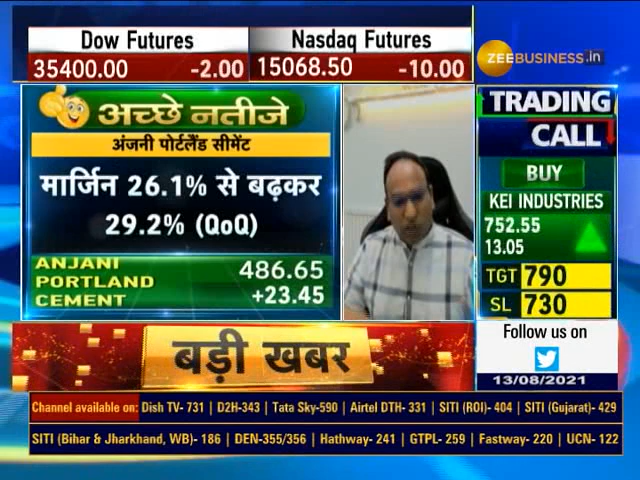 Dow Futures
35400.00 -2.00
Nasdaq Futures
15068.50 -10.00
ZEEBUSINESS.in
अच्छे नतीजे
अंजनी पोर्टलैंड सीमेंट
मार्जिन 26.1% से बढ़कर
29.2% (QoQ)
ANJANI
PORTLAND
CEMENT
486.65
+23.45
TRADING
CALL
BUY
KEI INDUSTRIES
752.55
13.05
TGT 790
SL 730
बड़ी खबर
Follow us on
13/08/2021
Channel available on: Dish TV- 731 | D2H-343 | Tata Sky-590 | Airtel DTH- 331 | SITI (ROI)- 404 | SITI (Gujarat)- 429
SITI (Bihar & Jharkhand, WB)- 186 | DEN-355/356 | Hathway- 241 | GTPL- 259 | Fastway- 220 | UCN- 122